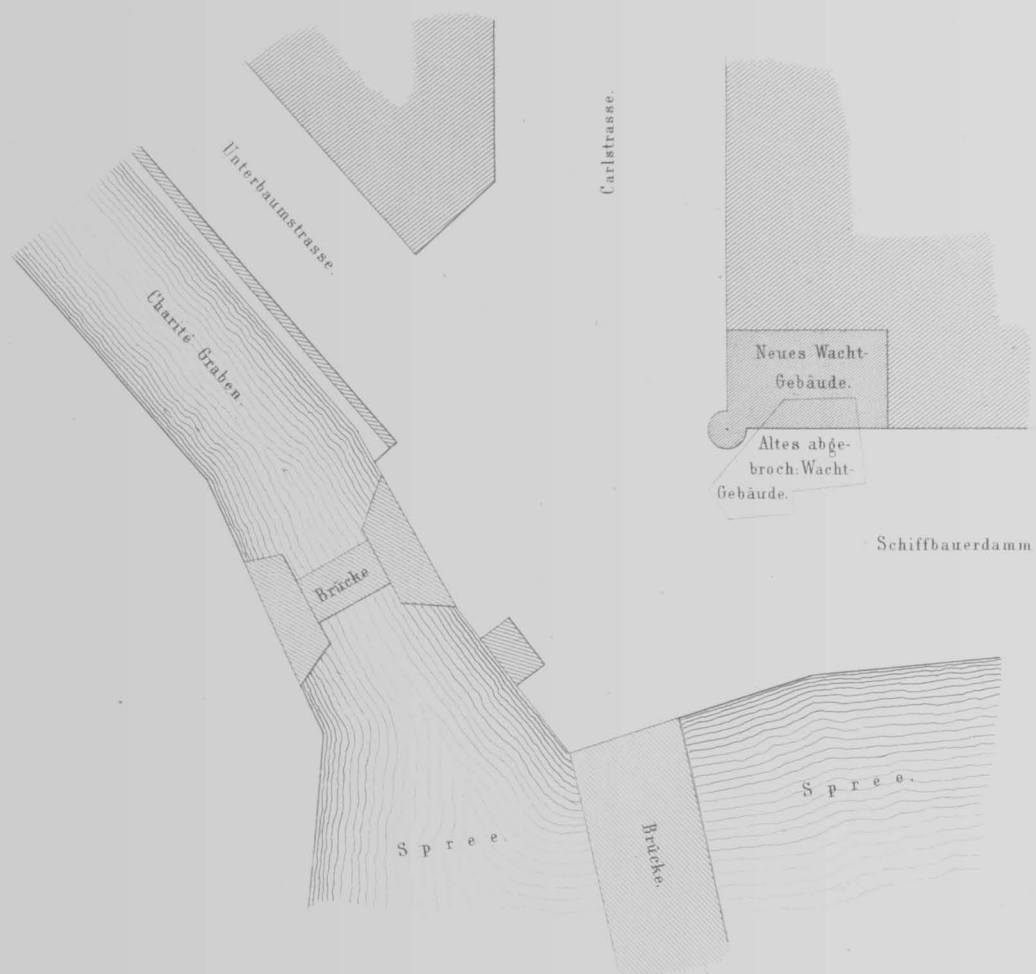 Unterbaumstrasse.
Carlstrasse.
Charité Graben.
Neues Wacht-
Gebäude.
Altes abge-
broch: Wacht-
Gebäude.
Schiffbauerdamm
Brücke
Spree.
Spree.
Brücke.